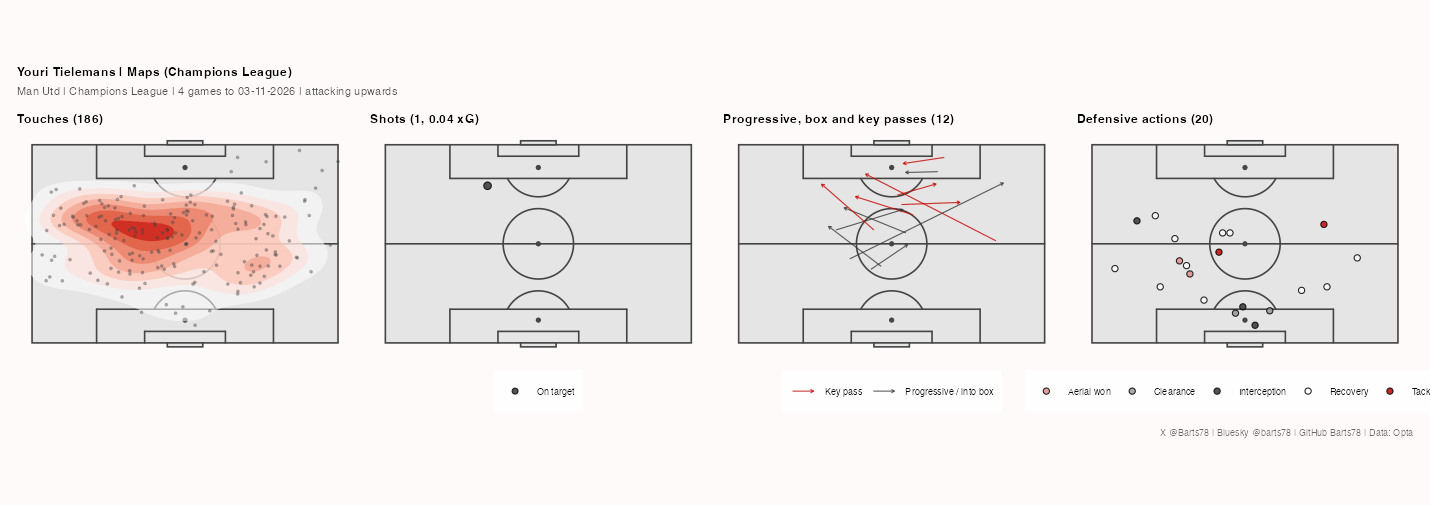 Youri Tielemans | Maps (Champions League)
Man Utd | Champions League | 4 games to 03-11-2026 | attacking upwards
Touches (186)
Shots (1, 0.04 xG)
Progressive, box and key passes (12)
Defensive actions (20)
On target
Key pass
Progressive / into box
Aerial won
Clearance
Interception
Recovery
Tack
X @Barts78 | Bluesky @barts78 | GitHub Barts78 | Data: Opta